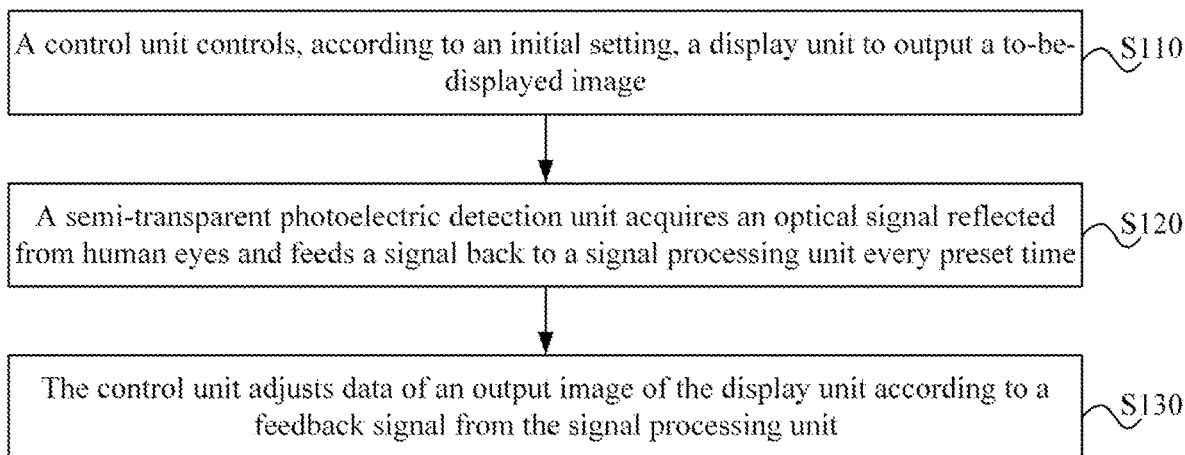 A control unit controls, according to an initial setting, a display unit to output a to-be-
displayed image
S110
A semi-transparent photoelectric detection unit acquires an optical signal reflected
from human eyes and feeds a signal back to a signal processing unit every preset time
S120
The control unit adjusts data of an output image of the display unit according to a
feedback signal from the signal processing unit
S130